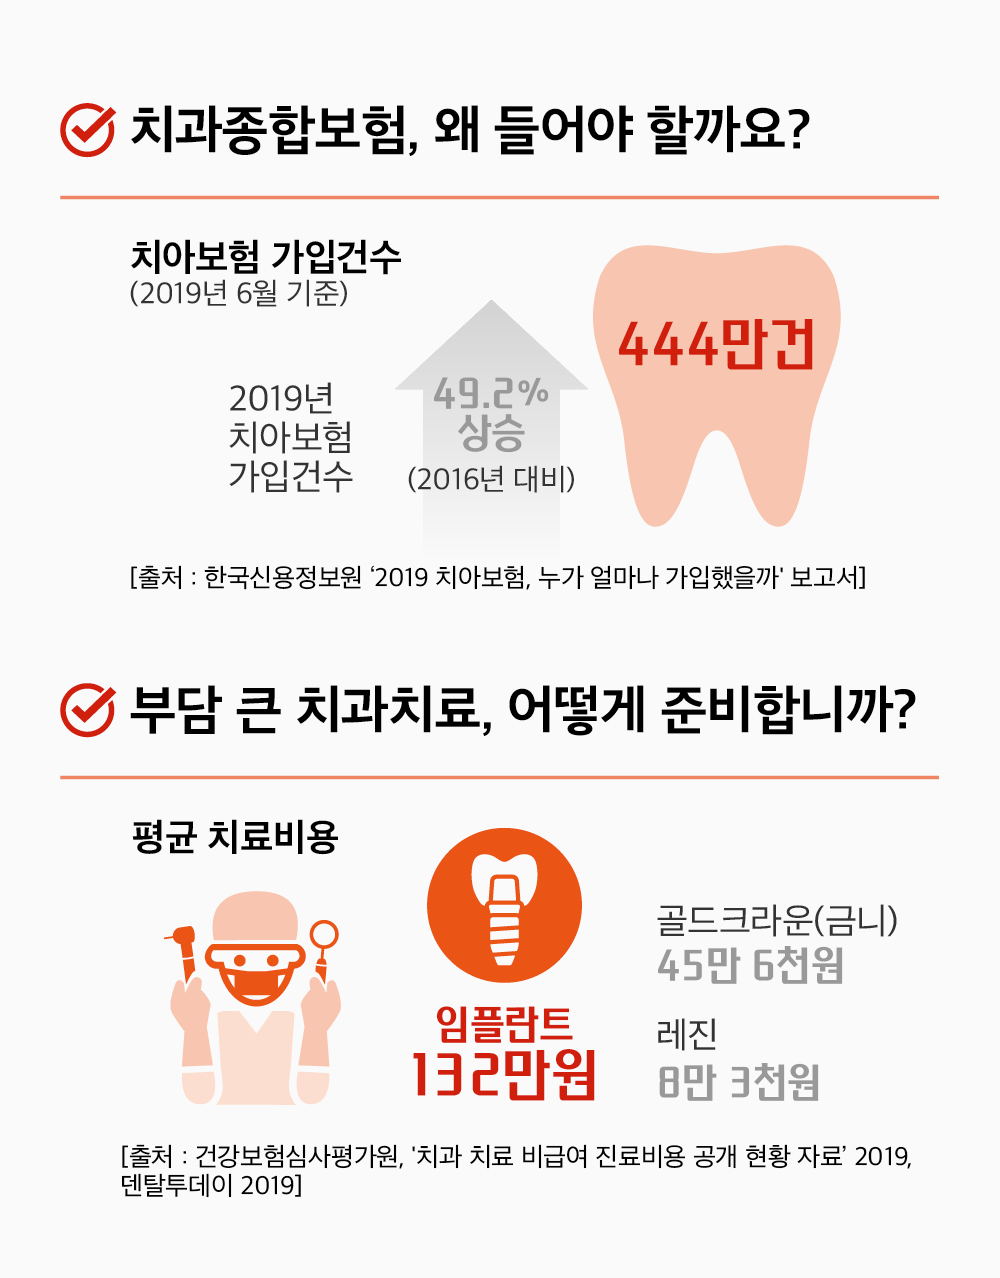 치과종합보험, 왜 들어야 할까요?
치아보험 가입건수
(2019년 6월 기준)
444만건
2019년
치아보험
가입건수
49.2%
상승
(2016년 대비)
[출처 : 한국신용정보원 ‘2019 치아보험, 누가 얼마나 가입했을까' 보고서]
부담 큰 치과치료, 어떻게 준비합니까?
평균 치료비용
임플란트
132만원
골드크라운(금니)
45만 6천원
레진
8만 3천원
[출처 : 건강보험심사평가원, '치과 치료 비급여 진료비용 공개 현황 자료’ 2019,
덴탈투데이 2019]